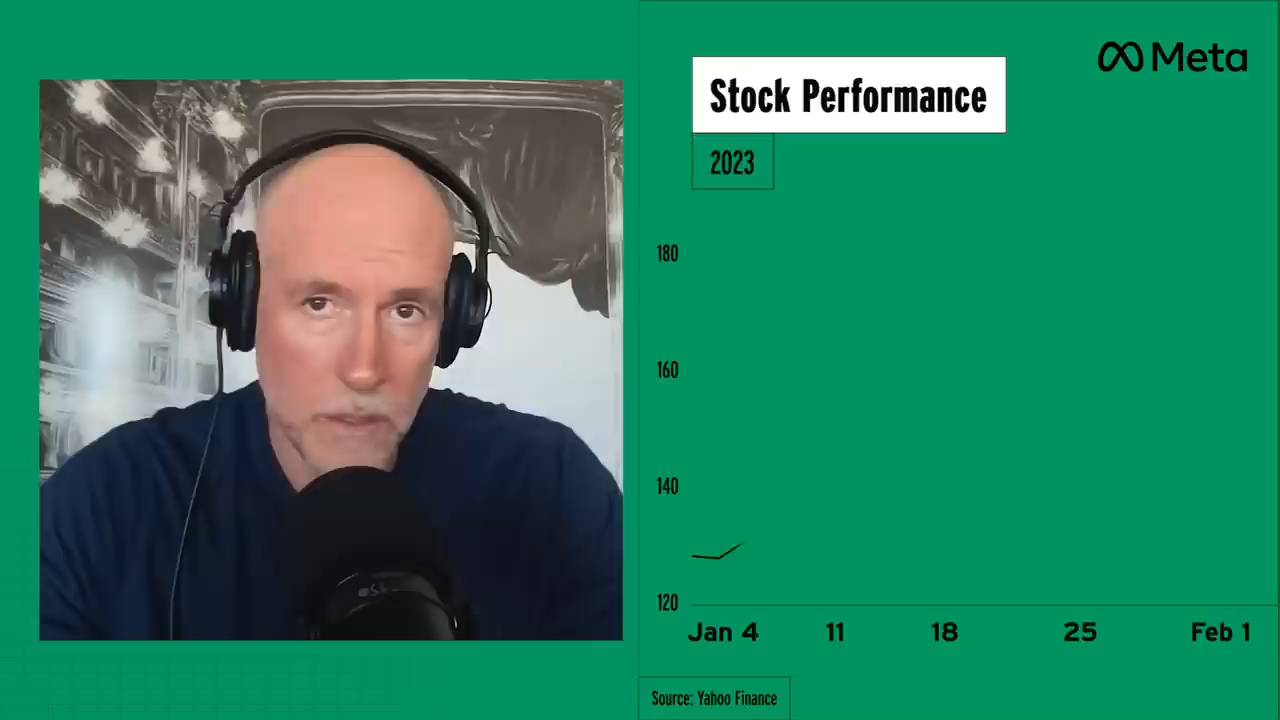 Meta
Stock Performance
2023
180
160
140
120
Jan 4 11 18 25 Feb 1
Source: Yahoo Finance